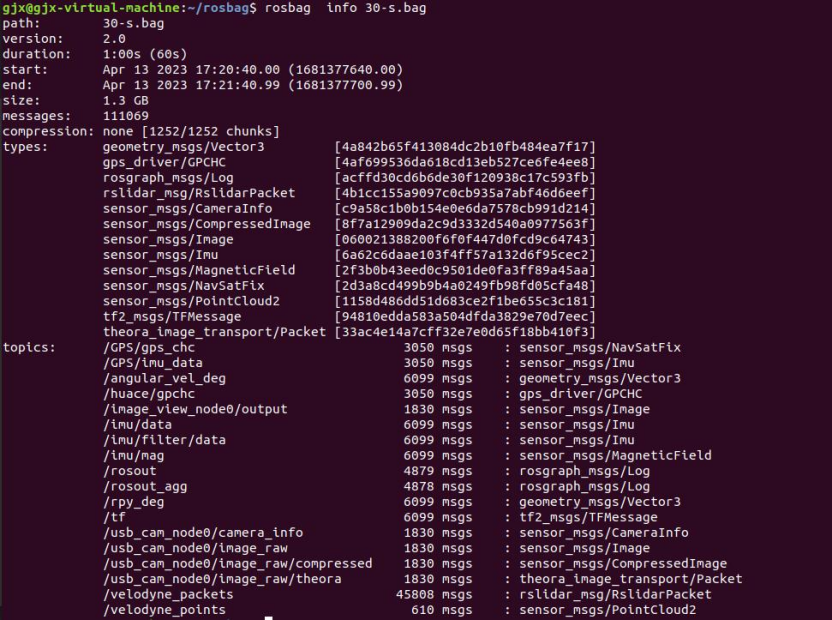 gjx@gjx-virtual-machine:~/rosbag$ rosbag  info 30-s.bag
path:        30-s.bag
version:     2.0
duration:    1:00s (60s)
start:       Apr 13 2023 17:20:40.00 (1681377640.00)
end:         Apr 13 2023 17:21:40.99 (1681377700.99)
size:        1.3 GB
messages:    111069
compression: none [1252/1252 chunks]
types:       geometry_msgs/Vector3         [4a842b65f413084dc2b10fb484ea7f17]
             gps_driver/GPCHC              [4af699536da618cd13eb527ce6fe4ee8]
             rosgraph_msgs/Log             [acffd30cd6b6de30f120938c17c593fb]
             rslidar_msg/RslidarPacket     [4b1cc155a9097c0cb935a7abf46d6eef]
             sensor_msgs/CameraInfo        [c9a58c1b0b154e0e6da7578cb991d214]
             sensor_msgs/CompressedImage   [8f7a12909da2c9d3332d540a0977563f]
             sensor_msgs/Image             [060021388200f6f0f447d0fcd9c64743]
             sensor_msgs/Imu               [6a62c6daae103f4ff57a132d6f95cec2]
             sensor_msgs/MagneticField     [2f3b0b43eed0c9501de0fa3ff89a45aa]
             sensor_msgs/NavSatFix         [2d3a8cd499b9b4a0249fb98fd05cfa48]
             sensor_msgs/PointCloud2       [1158d486dd51d683ce2f1be655c3c181]
             tf2_msgs/TFMessage            [94810edda583a504dfda3829e70d7eec]
             theora_image_transport/Packet [33ac4e14a7cff32e7e0d65f18bb410f3]
topics:      /GPS/gps_chc                          3050 msgs    : sensor_msgs/NavSatFix
             /GPS/imu_data                         3050 msgs    : sensor_msgs/Imu
             /angular_vel_deg                      6099 msgs    : geometry_msgs/Vector3
             /huace/gpchc                          3050 msgs    : gps_driver/GPCHC
             /image_view_node0/output              1830 msgs    : sensor_msgs/Image
             /imu/data                             6099 msgs    : sensor_msgs/Imu
             /imu/filter/data                      6099 msgs    : sensor_msgs/Imu
             /imu/mag                              6099 msgs    : sensor_msgs/MagneticField
             /rosout                               4879 msgs    : rosgraph_msgs/Log
             /rosout_agg                           4878 msgs    : rosgraph_msgs/Log
             /rpy_deg                              6099 msgs    : geometry_msgs/Vector3
             /tf                                   6099 msgs    : tf2_msgs/TFMessage
             /usb_cam_node0/camera_info            1830 msgs    : sensor_msgs/CameraInfo
             /usb_cam_node0/image_raw              1830 msgs    : sensor_msgs/Image
             /usb_cam_node0/image_raw/compressed   1830 msgs    : sensor_msgs/CompressedImage
             /usb_cam_node0/image_raw/theora       1830 msgs    : theora_image_transport/Packet
             /velodyne_packets                    45808 msgs    : rslidar_msg/RslidarPacket
             /velodyne_points                       610 msgs    : sensor_msgs/PointCloud2